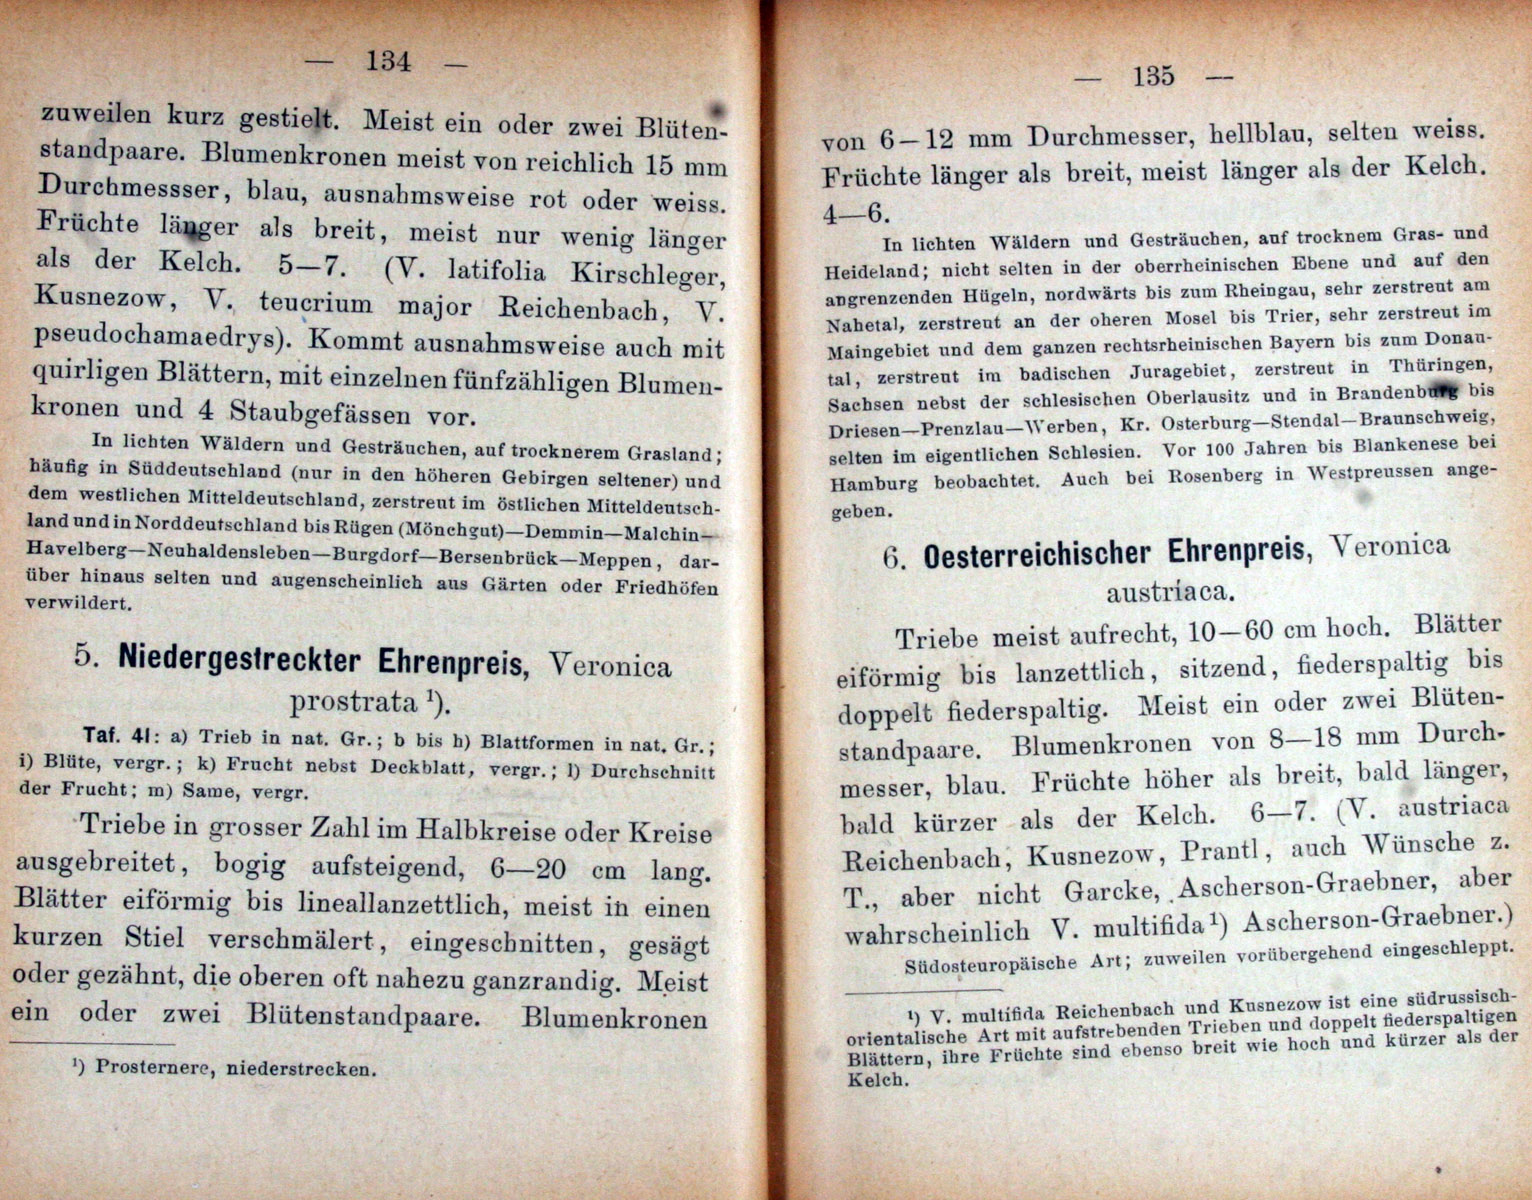 — 134 —
zuweilen kurz gestielt. Meist ein oder zwei Blüten-
standpaare. Blumenkronen meist von reichlich 15 mm
Durchmessser, blau, ausnahmsweise rot oder weiss.
Früchte länger als breit, meist nur wenig länger
als der Kelch. 5—7. (V. latifolia Kirschleger,
Kusnezow, V. teucrium major Reichenbach, V.
pseudochamaedrys). Kommt ausnahmsweise auch mit
quirligen Blättern, mit einzelnen fünfzähligen Blumen-
kronen und 4 Staubgefässen vor.
In lichten Wäldern und Gesträuchen, auf trocknerem Grasland;
häufig in Süddeutschland (nur in den höheren Gebirgen seltener) und
dem westlichen Mitteldeutschland, zerstreut im östlichen Mitteldeutsch-
land und in Norddeutschland bis Rügen (Mönchgut)—Demmin—Malchin—
Havelberg—Neuhaldensleben—Burgdorf—Bersenbrück—Meppen, dar-
über hinaus selten und augenscheinlich aus Gärten oder Friedhöfen
verwildert.
5. Niedergestreckter Ehrenpreis, Veronica
prostrata ¹).
Taf. 41: a) Trieb in nat. Gr.; b bis h) Blattformen in nat. Gr.;
i) Blüte, vergr.; k) Frucht nebst Deckblatt, vergr.; l) Durchschnitt
der Frucht; m) Same, vergr.
Triebe in grosser Zahl im Halbkreise oder Kreise
ausgebreitet, bogig aufsteigend, 6—20 cm lang.
Blätter eiförmig bis lineallanzettlich, meist in einen
kurzen Stiel verschmälert, eingeschnitten, gesägt
oder gezähnt, die oberen oft nahezu ganzrandig. Meist
ein oder zwei Blütenstandpaare. Blumenkronen
¹) Prosternere, niederstrecken.
— 135 —
von 6—12 mm Durchmesser, hellblau, selten weiss.
Früchte länger als breit, meist länger als der Kelch.
4—6.
In lichten Wäldern und Gesträuchen, auf trocknem Gras- und
Heideland; nicht selten in der oberrheinischen Ebene und auf den
angrenzenden Hügeln, nordwärts bis zum Rheingau, sehr zerstreut am
Nahetal, zerstreut an der oheren Mosel bis Trier, sehr zerstreut im
Maingebiet und dem ganzen rechtsrheinischen Bayern bis zum Donau-
tal, zerstreut im badischen Juragebiet, zerstreut in Thüringen,
Sachsen nebst der schlesischen Oberlausitz und in Brandenburg bis
Driesen—Prenzlau—Werben, Kr. Osterburg—Stendal—Braunschweig,
selten im eigentlichen Schlesien. Vor 100 Jahren bis Blankenese bei
Hamburg beobachtet. Auch bei Rosenberg in Westpreussen ange-
geben.
6. Oesterreichischer Ehrenpreis, Veronica
austriaca.
Triebe meist aufrecht, 10—60 cm hoch. Blätter
eiförmig bis lanzettlich, sitzend, fiederspaltig bis
doppelt fiederspaltig. Meist ein oder zwei Blüten-
standpaare. Blumenkronen von 8—18 mm Durch-
messer, blau. Früchte höher als breit, bald länger,
bald kürzer als der Kelch. 6—7. (V. austriaca
Reichenbach, Kusnezow, Prantl, auch Wünsche z.
T., aber nicht Garcke, Ascherson-Graebner, aber
wahrscheinlich V. multifida ¹) Ascherson-Graebner.)
Südosteuropäische Art; zuweilen vorübergehend eingeschleppt.
¹) V. multifida Reichenbach und Kusnezow ist eine südrussisch-
orientalische Art mit aufstrebenden Trieben und doppelt fiederspaltigen
Blättern, ihre Früchte sind ebenso breit wie hoch und kürzer als der
Kelch.